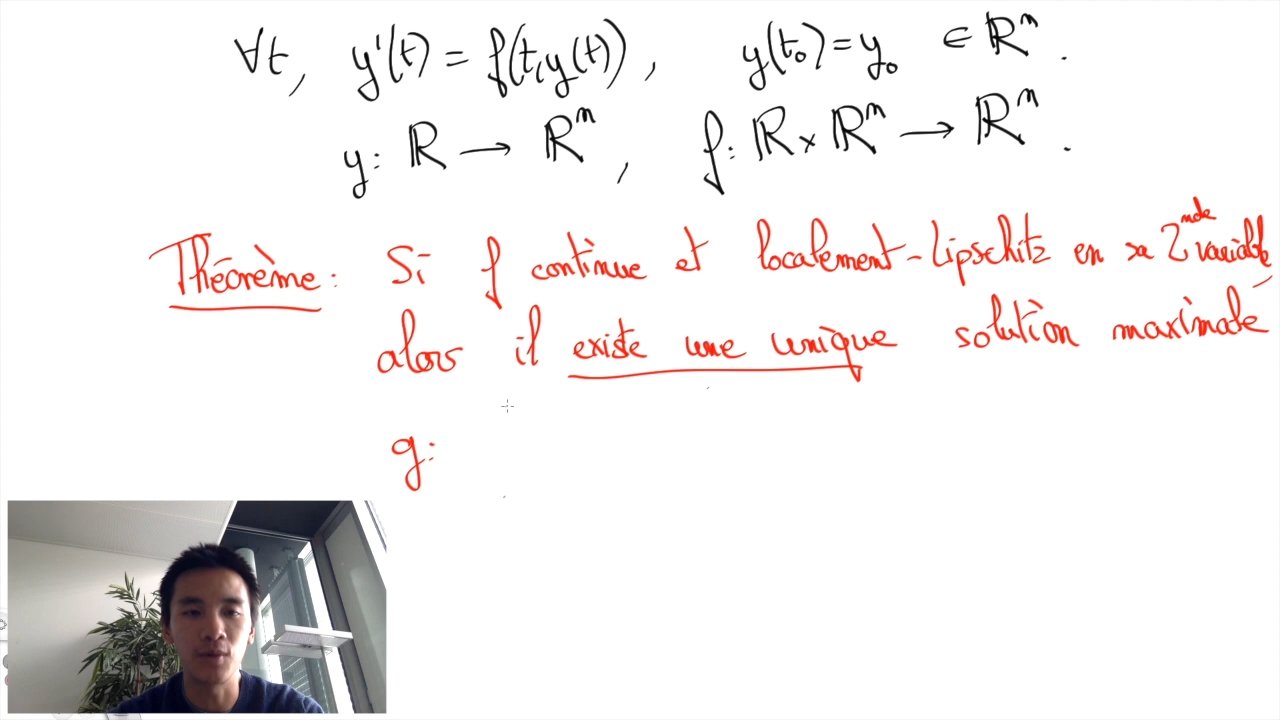 ∀t, y'(t) = f(t, y(t)), y(t₀) = y₀ ∈ ℝⁿ.
y: ℝ → ℝⁿ, f: ℝ × ℝⁿ → ℝⁿ.
Théorème: Si f continue et localement-Lipschitz en sa 2nde variable
alors il existe une unique solution maximale
g: